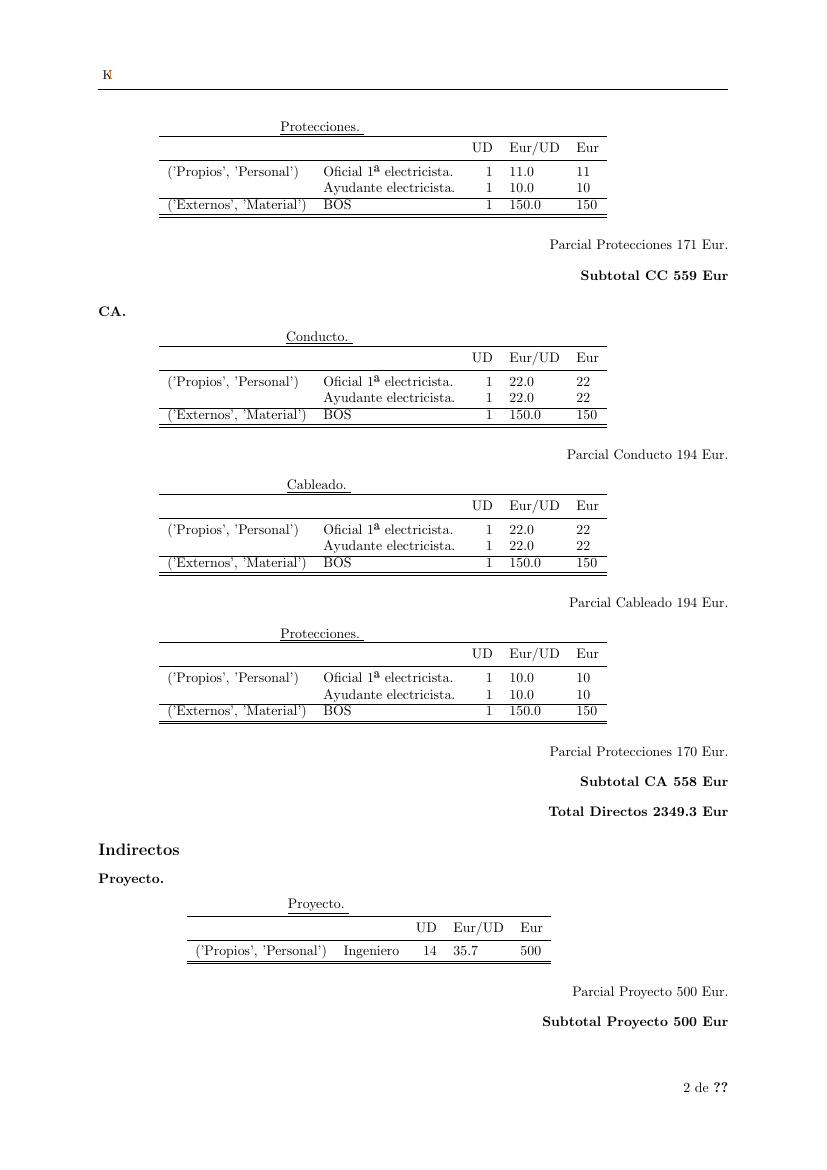 K
Protecciones.
UD Eur/UD Eur
('Propios', 'Personal') Oficial 1ª electricista. 1 11.0 11
Ayudante electricista. 1 10.0 10
('Externos', 'Material') BOS 1 150.0 150
Parcial Protecciones 171 Eur.
Subtotal CC 559 Eur
CA.
Conducto.
UD Eur/UD Eur
('Propios', 'Personal') Oficial 1ª electricista. 1 22.0 22
Ayudante electricista. 1 22.0 22
('Externos', 'Material') BOS 1 150.0 150
Parcial Conducto 194 Eur.
Cableado.
UD Eur/UD Eur
('Propios', 'Personal') Oficial 1ª electricista. 1 22.0 22
Ayudante electricista. 1 22.0 22
('Externos', 'Material') BOS 1 150.0 150
Parcial Cableado 194 Eur.
Protecciones.
UD Eur/UD Eur
('Propios', 'Personal') Oficial 1ª electricista. 1 10.0 10
Ayudante electricista. 1 10.0 10
('Externos', 'Material') BOS 1 150.0 150
Parcial Protecciones 170 Eur.
Subtotal CA 558 Eur
Total Directos 2349.3 Eur
Indirectos
Proyecto.
Proyecto.
UD Eur/UD Eur
('Propios', 'Personal') Ingeniero 14 35.7 500
Parcial Proyecto 500 Eur.
Subtotal Proyecto 500 Eur
2 de ??